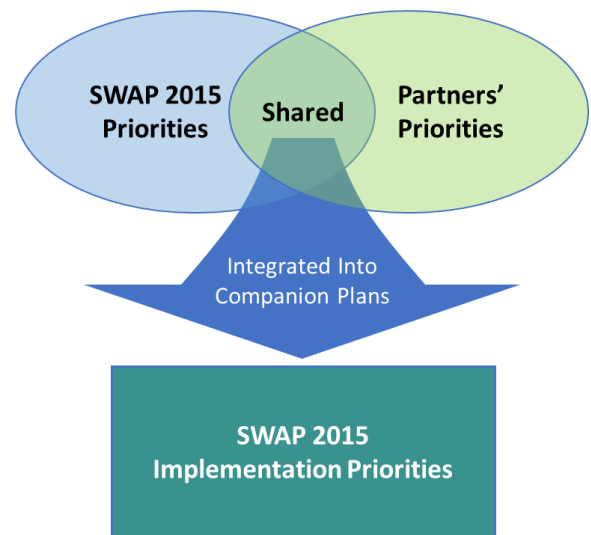 SWAP 2015
Priorities
Shared
Partners'
Priorities
Integrated Into
Companion Plans
SWAP 2015
Implementation Priorities